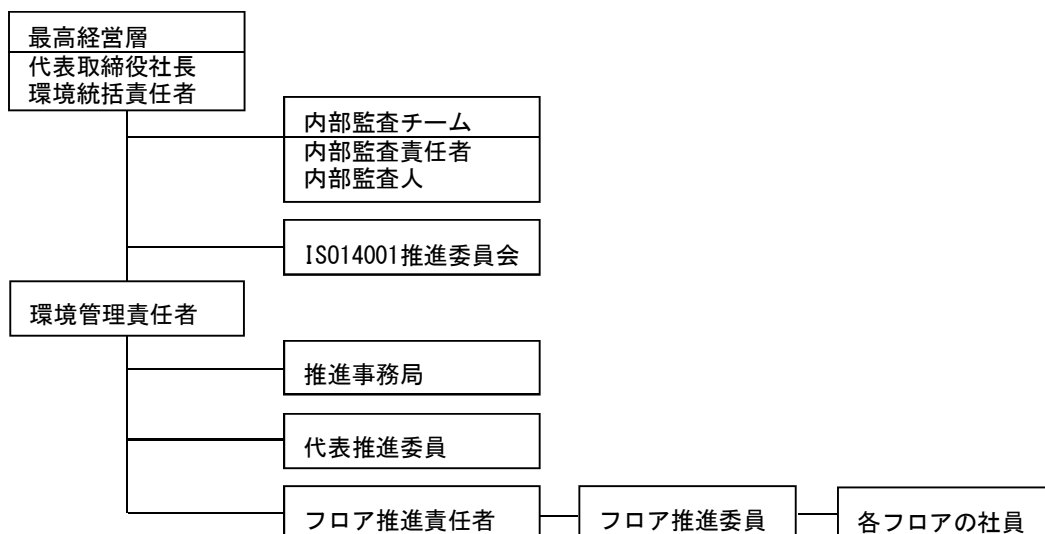 最高経営層
代表取締役社長
環境統括責任者
内部監査チーム
内部監査責任者
内部監査人
ISO14001推進委員会
環境管理責任者
推進事務局
代表推進委員
フロア推進責任者
フロア推進委員
各フロアの社員